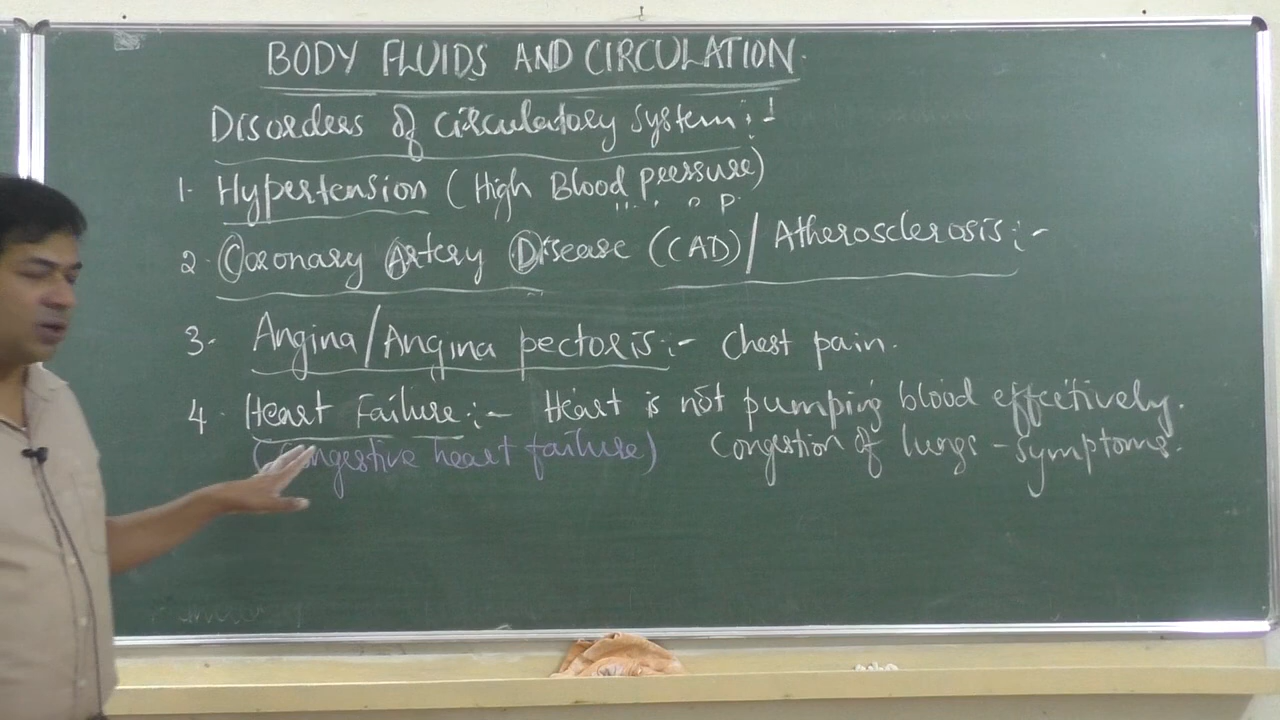 BODY FLUIDS AND CIRCULATION.
Disorders of circulatory system :-
1. Hypertension (High Blood pressure)
2. Coronary Artery Disease (CAD) / Atherosclerosis :-
3. Angina/Angina pectoris :- chest pain.
4. Heart Failure :- Heart is not pumping blood effectively.
(Congestive heart failure) Congestion of lungs - symptoms.